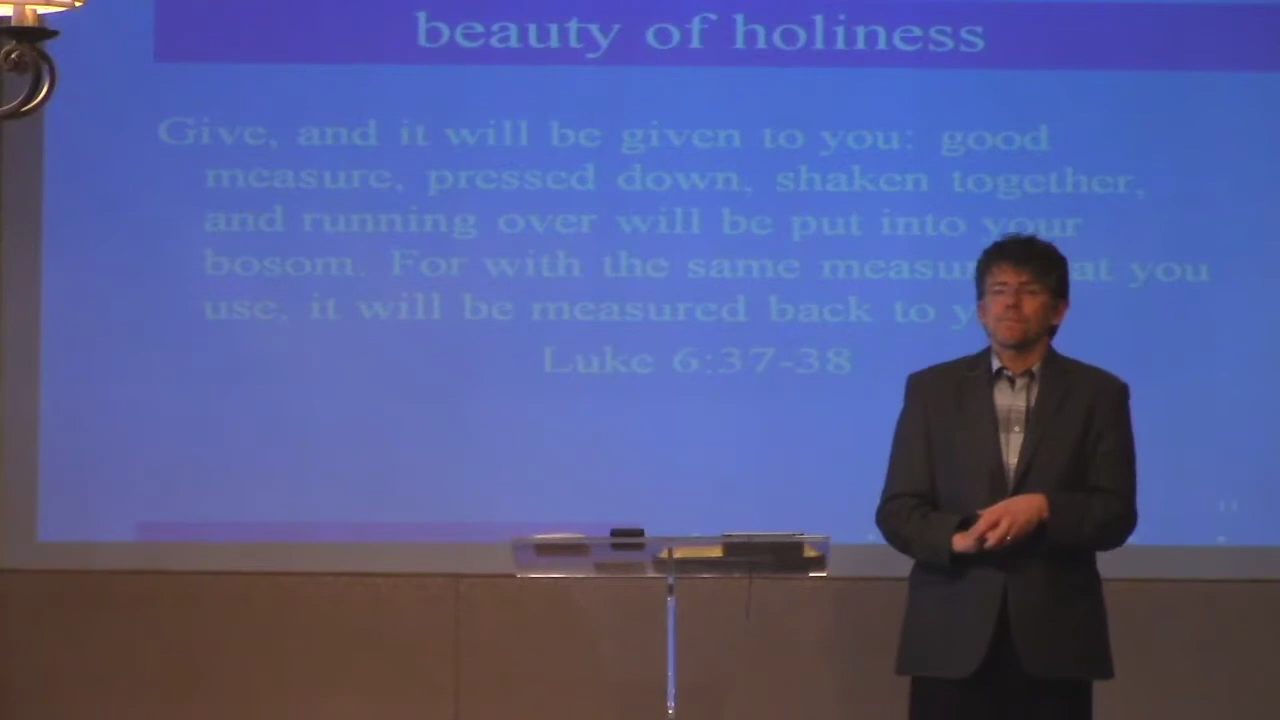 beauty of holiness
Give, and it will be given to you: good
measure, pressed down, shaken together,
and running over will be put into your
bosom. For with the same measu at you
use, it will be measured back to y
Luke 6:37-38
11